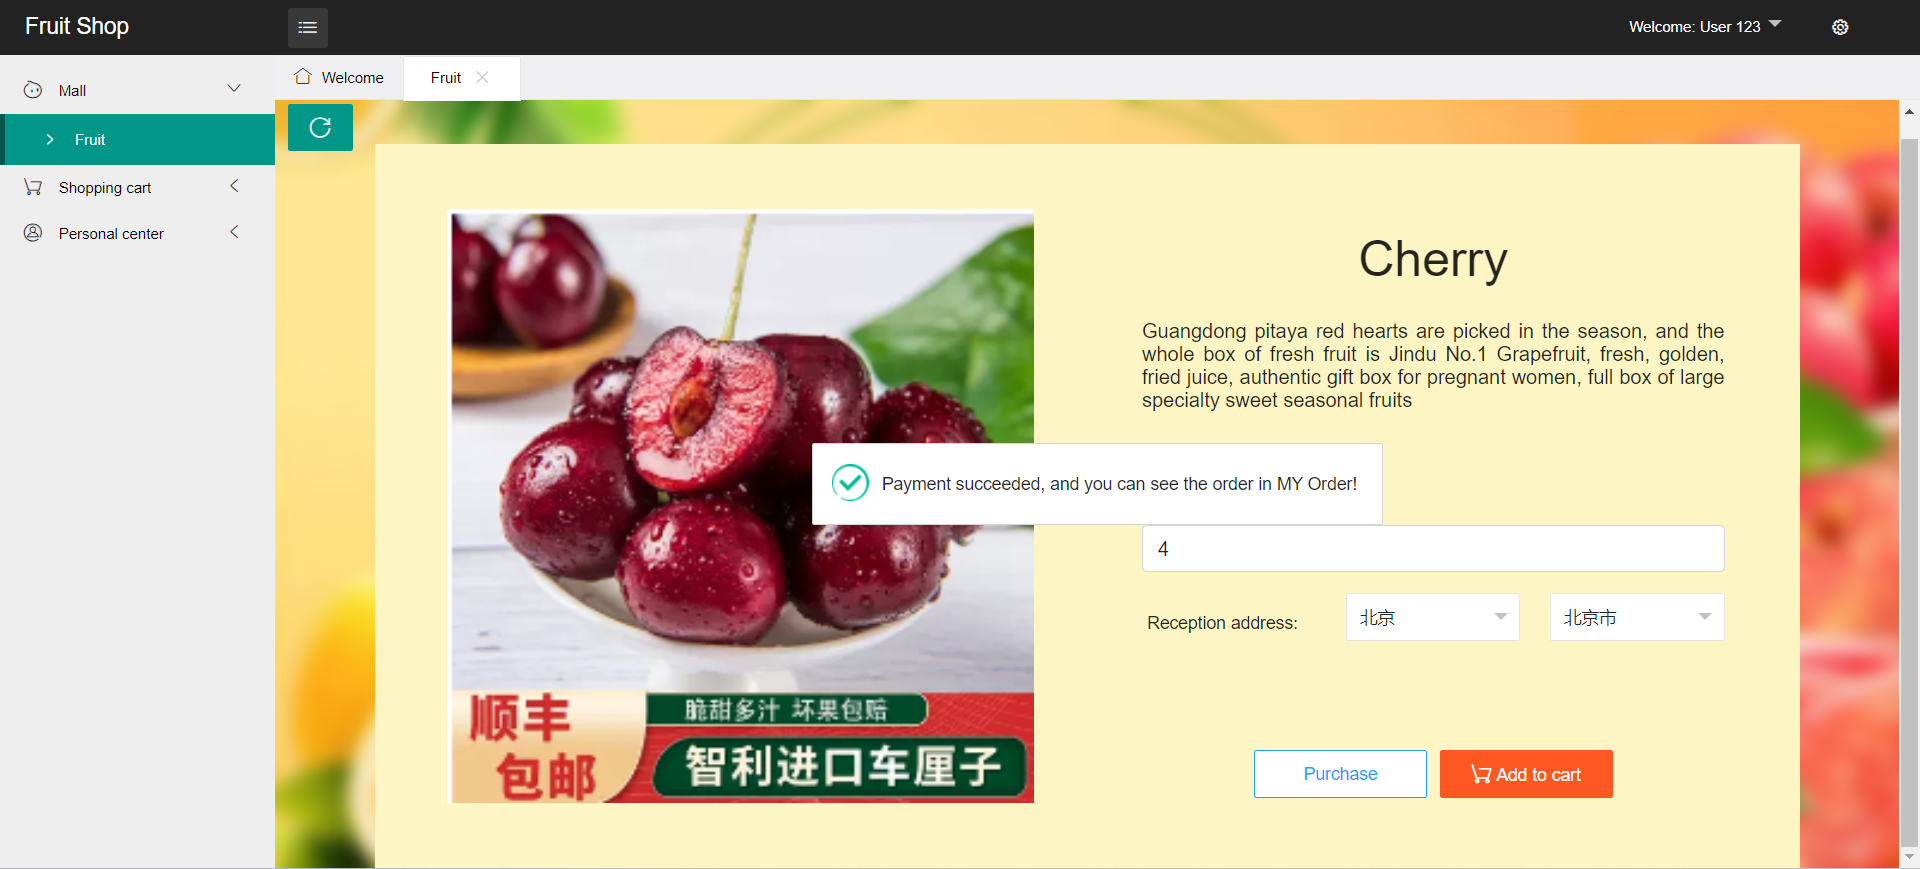 Fruit Shop
Welcome: User 123
Mall
Fruit
Shopping cart
Personal center
Welcome
Fruit
Cherry
Guangdong pitaya red hearts are picked in the season, and the
whole box of fresh fruit is Jindu No.1 Grapefruit, fresh, golden,
fried juice, authentic gift box for pregnant women, full box of large
specialty sweet seasonal fruits
Payment succeeded, and you can see the order in MY Order!
4
Reception address:
北京
北京市
顺丰
包邮
脆甜多汁 坏果包赔
智利进口车厘子
Purchase
Add to cart